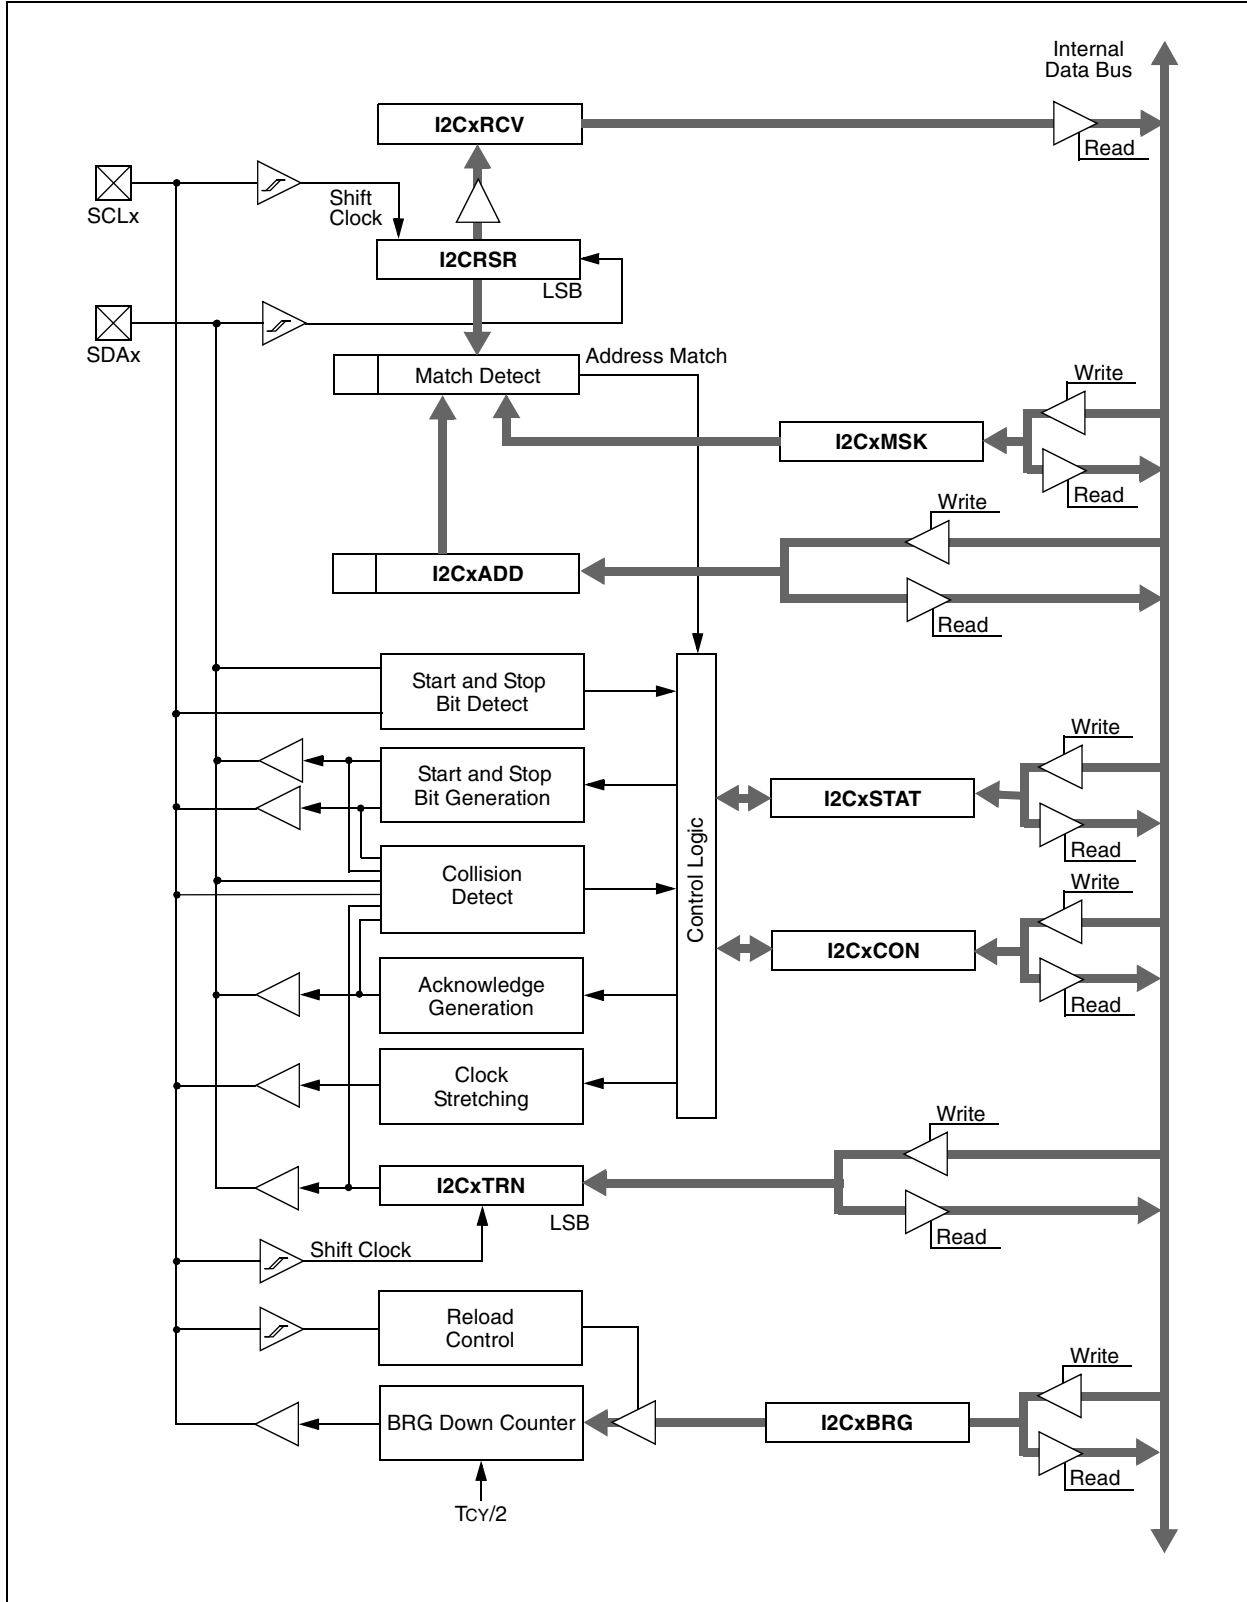 Internal
Data Bus
I2CxRCV
Read
SCLx
Shift
Clock
I2CRSR
LSB
SDAx
Address Match
Match Detect
Write
I2CxMSK
Read
Write
I2CxADD
Read
Start and Stop
Bit Detect
Write
Start and Stop
Bit Generation
I2CxSTAT
Read
Control Logic
Collision
Detect
Write
I2CxCON
Read
Acknowledge
Generation
Clock
Stretching
Write
I2CxTRN
LSB
Read
Shift Clock
Reload
Control
Write
BRG Down Counter
I2CxBRG
Read
TCY/2